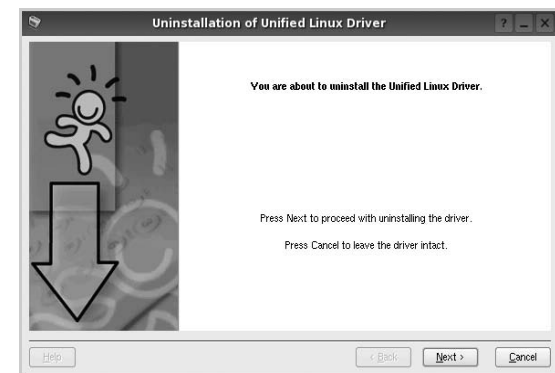 Uninstallation of Unified Linux Driver
You are about to uninstall the Unified Linux Driver.
Press Next to proceed with uninstalling the driver.
Press Cancel to leave the driver intact.
Help
< Back
Next >
Cancel